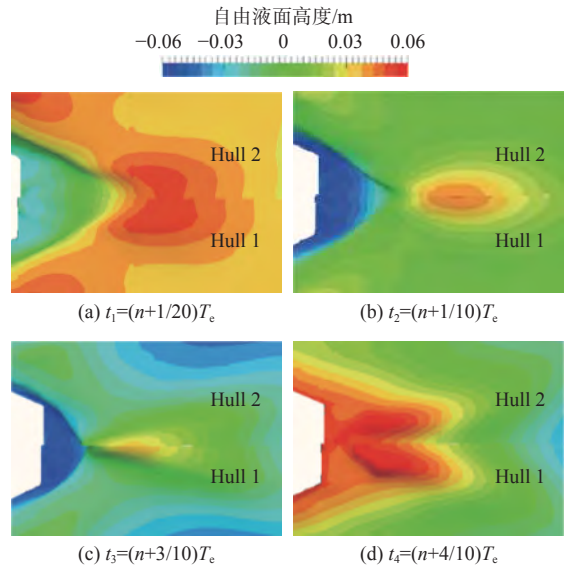 自由液面高度/m
−0.06 −0.03 0 0.03 0.06
Hull 2
Hull 1
Hull 2
Hull 1
(a) t₁=(n+1/20)Tₑ
(b) t₂=(n+1/10)Tₑ
Hull 2
Hull 1
Hull 2
Hull 1
(c) t₃=(n+3/10)Tₑ
(d) t₄=(n+4/10)Tₑ